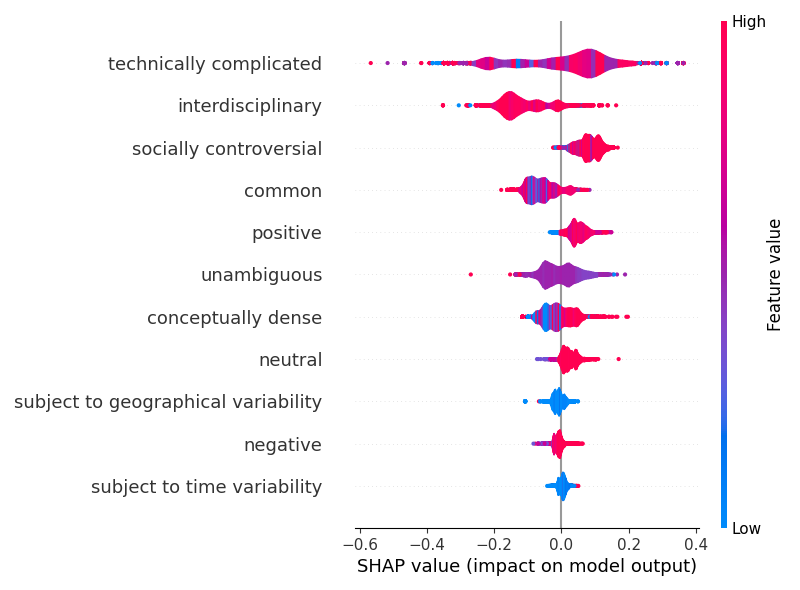 High
technically complicated
interdisciplinary
socially controversial
common
positive
unambiguous
conceptually dense
neutral
subject to geographical variability
negative
subject to time variability
Feature value
Low
−0.6
−0.4
−0.2
0.0
0.2
0.4
SHAP value (impact on model output)